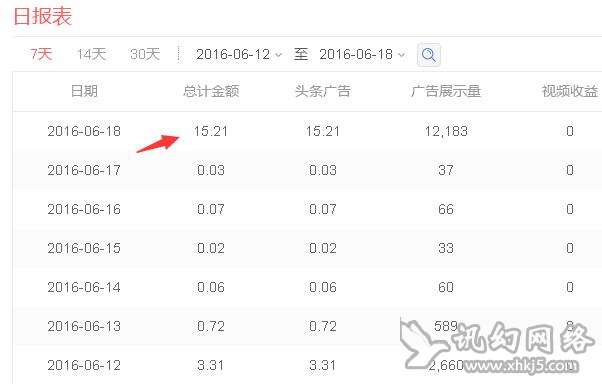 日报表
7天 14天 30天 2016-06-12 至 2016-06-18
日期 总计金额 头条广告 广告展示量 视频收益
2016-06-18 15.21 15.21 12,183 0
2016-06-17 0.03 0.03 37 0
2016-06-16 0.07 0.07 66 0
2016-06-15 0.02 0.02 33 0
2016-06-14 0.06 0.06 60 0
2016-06-13 0.72 0.72 589
2016-06-12 3.31 3.31 2,660
讯幻网络
www.xhkj5.com